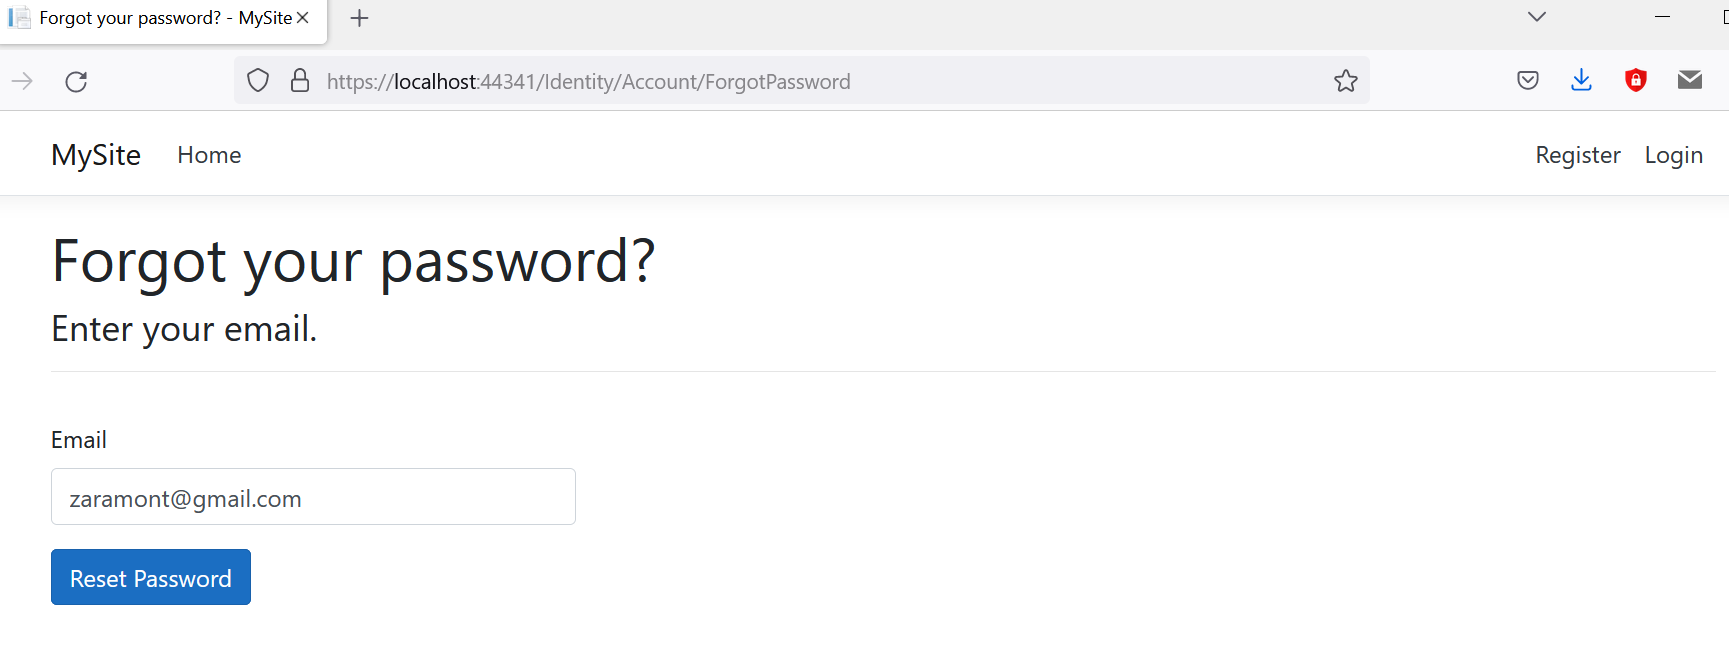 Forgot your password? - MySite
https://localhost:44341/Identity/Account/ForgotPassword
MySite Home Register Login
Forgot your password?
Enter your email.
Email
zaramont@gmail.com
Reset Password